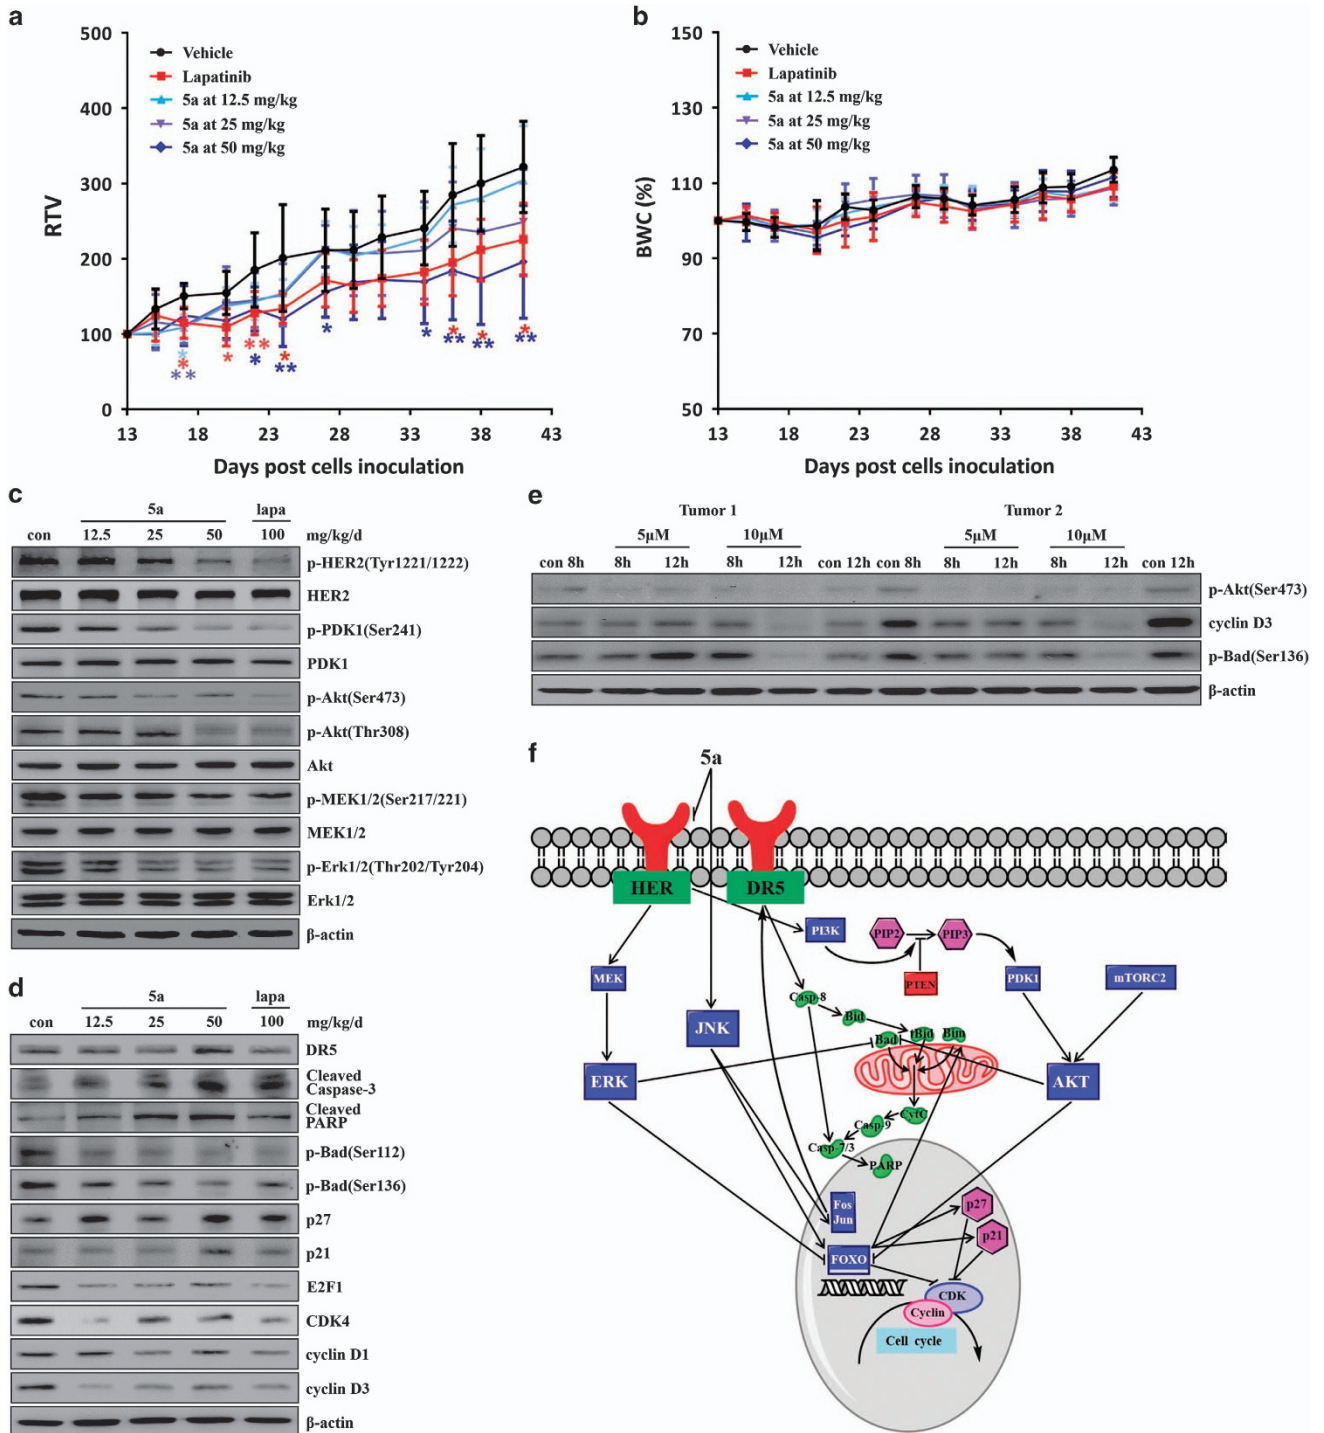 a
500
400
300
200
100
0
RTV
Vehicle
Lapatinib
5a at 12.5 mg/kg
5a at 25 mg/kg
5a at 50 mg/kg
*
*
**
*
**
*
*
**
*
*
*
**
*
**
*
**
13 18 23 28 33 38 43
Days post cells inoculation
b
150
130
110
90
70
50
BWC (%)
Vehicle
Lapatinib
5a at 12.5 mg/kg
5a at 25 mg/kg
5a at 50 mg/kg
13 18 23 28 33 38 43
Days post cells inoculation
c
5a lapa
con 12.5 25 50 100 mg/kg/d
p-HER2(Tyr1221/1222)
HER2
p-PDK1(Ser241)
PDK1
p-Akt(Ser473)
p-Akt(Thr308)
Akt
p-MEK1/2(Ser217/221)
MEK1/2
p-Erk1/2(Thr202/Tyr204)
Erk1/2
β-actin
d
5a lapa
con 12.5 25 50 100 mg/kg/d
DR5
Cleaved
Caspase-3
Cleaved
PARP
p-Bad(Ser112)
p-Bad(Ser136)
p27
p21
E2F1
CDK4
cyclin D1
cyclin D3
β-actin
e
Tumor 1 Tumor 2
5μM 10μM 5μM 10μM
con 8h 8h 12h 8h 12h con 12h con 8h 8h 12h 8h 12h con 12h
p-Akt(Ser473)
cyclin D3
p-Bad(Ser136)
β-actin
f
5a
HER
DR5
PI3K
PIP2
PIP3
PTEN
MEK
PDK1
mTORC2
Casp-8
Bid
JNK
Bad
tBid
Bim
ERK
AKT
CytC
Casp-9
Casp-7/3
PARP
Fos
Jun
p27
p21
FOXO
CDK
Cyclin
Cell cycle